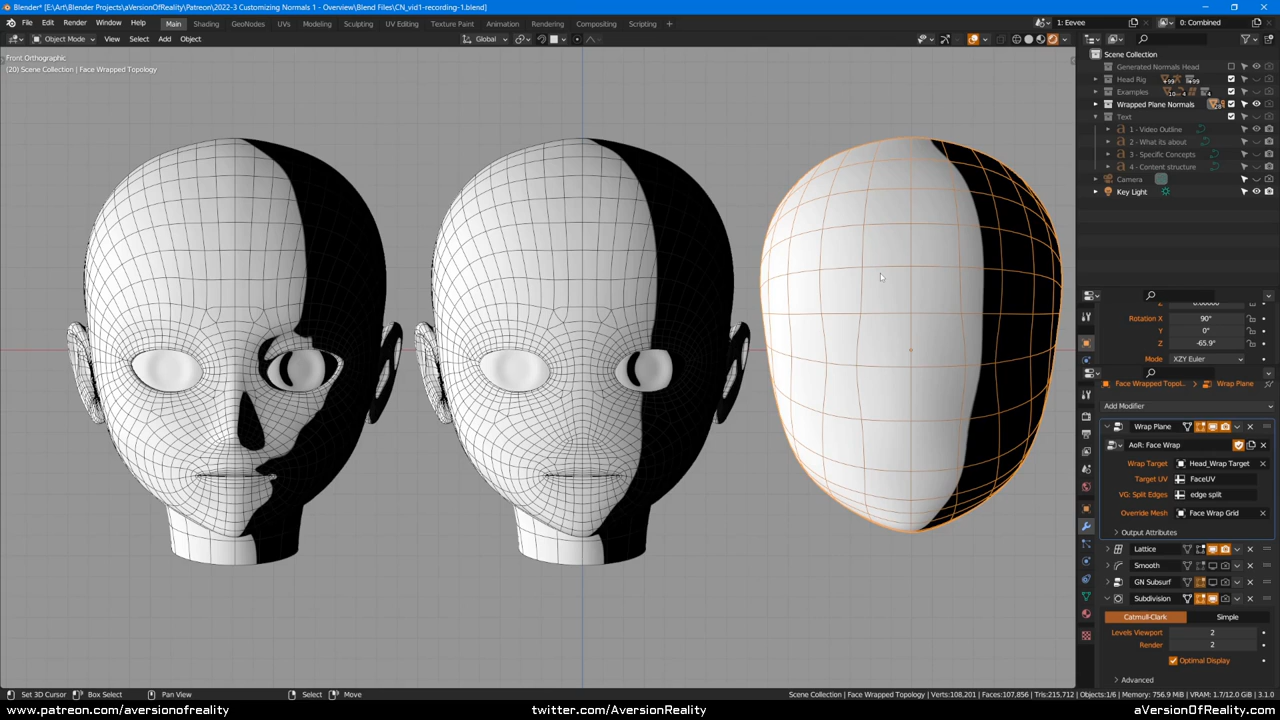 Blender* [E:\Art\Blender Projects\aVersionOfReality\Patreon\2022-3 Customizing Normals 1 - Overview\Blend Files\CN_vid1-recording-1.blend]
File Edit Render Window Help Main Shading GeoNodes UVs Modeling Sculpting Rigging Texture Paint Animation Rendering Compositing Scripting + 1: Eevee 0: Combined
Object Mode View Select Add Object Global
Front Orthographic
(20) Scene Collection | Face Wrapped Topology
Scene Collection
Generated Normals Head
Head Rig +99 +99
Examples 10 4 4
Wrapped Plane Normals 28
Text
1 - Video Outline
2 - What its about
3 - Specific Concepts
4 - Content structure
Camera
Key Light
Rotation X 90°
Y 0°
Z -65.9°
Mode XZY Euler
Face Wrapped Topol... Wrap Plane
Add Modifier
Wrap Plane
AoR: Face Wrap
Wrap Target Head_Wrap Target
Target UV FaceUV
VG: Split Edges edge split
Override Mesh Face Wrap Grid
Output Attributes
Lattice
Smooth
GN Subsurf
Subdivision
Catmull-Clark Simple
Levels Viewport 2
Render 2
Optimal Display
Advanced
Set 3D Cursor Box Select Pan View Select Move Scene Collection | Face Wrapped Topology | Verts:108,201 | Faces:107,856 | Tris:215,712 | Objects:1/6 | Memory: 756.9 MiB | VRAM: 1.7/12.0 GiB | 3.1.0
www.patreon.com/aversionofreality twitter.com/AversionReality aVersionOfReality.com